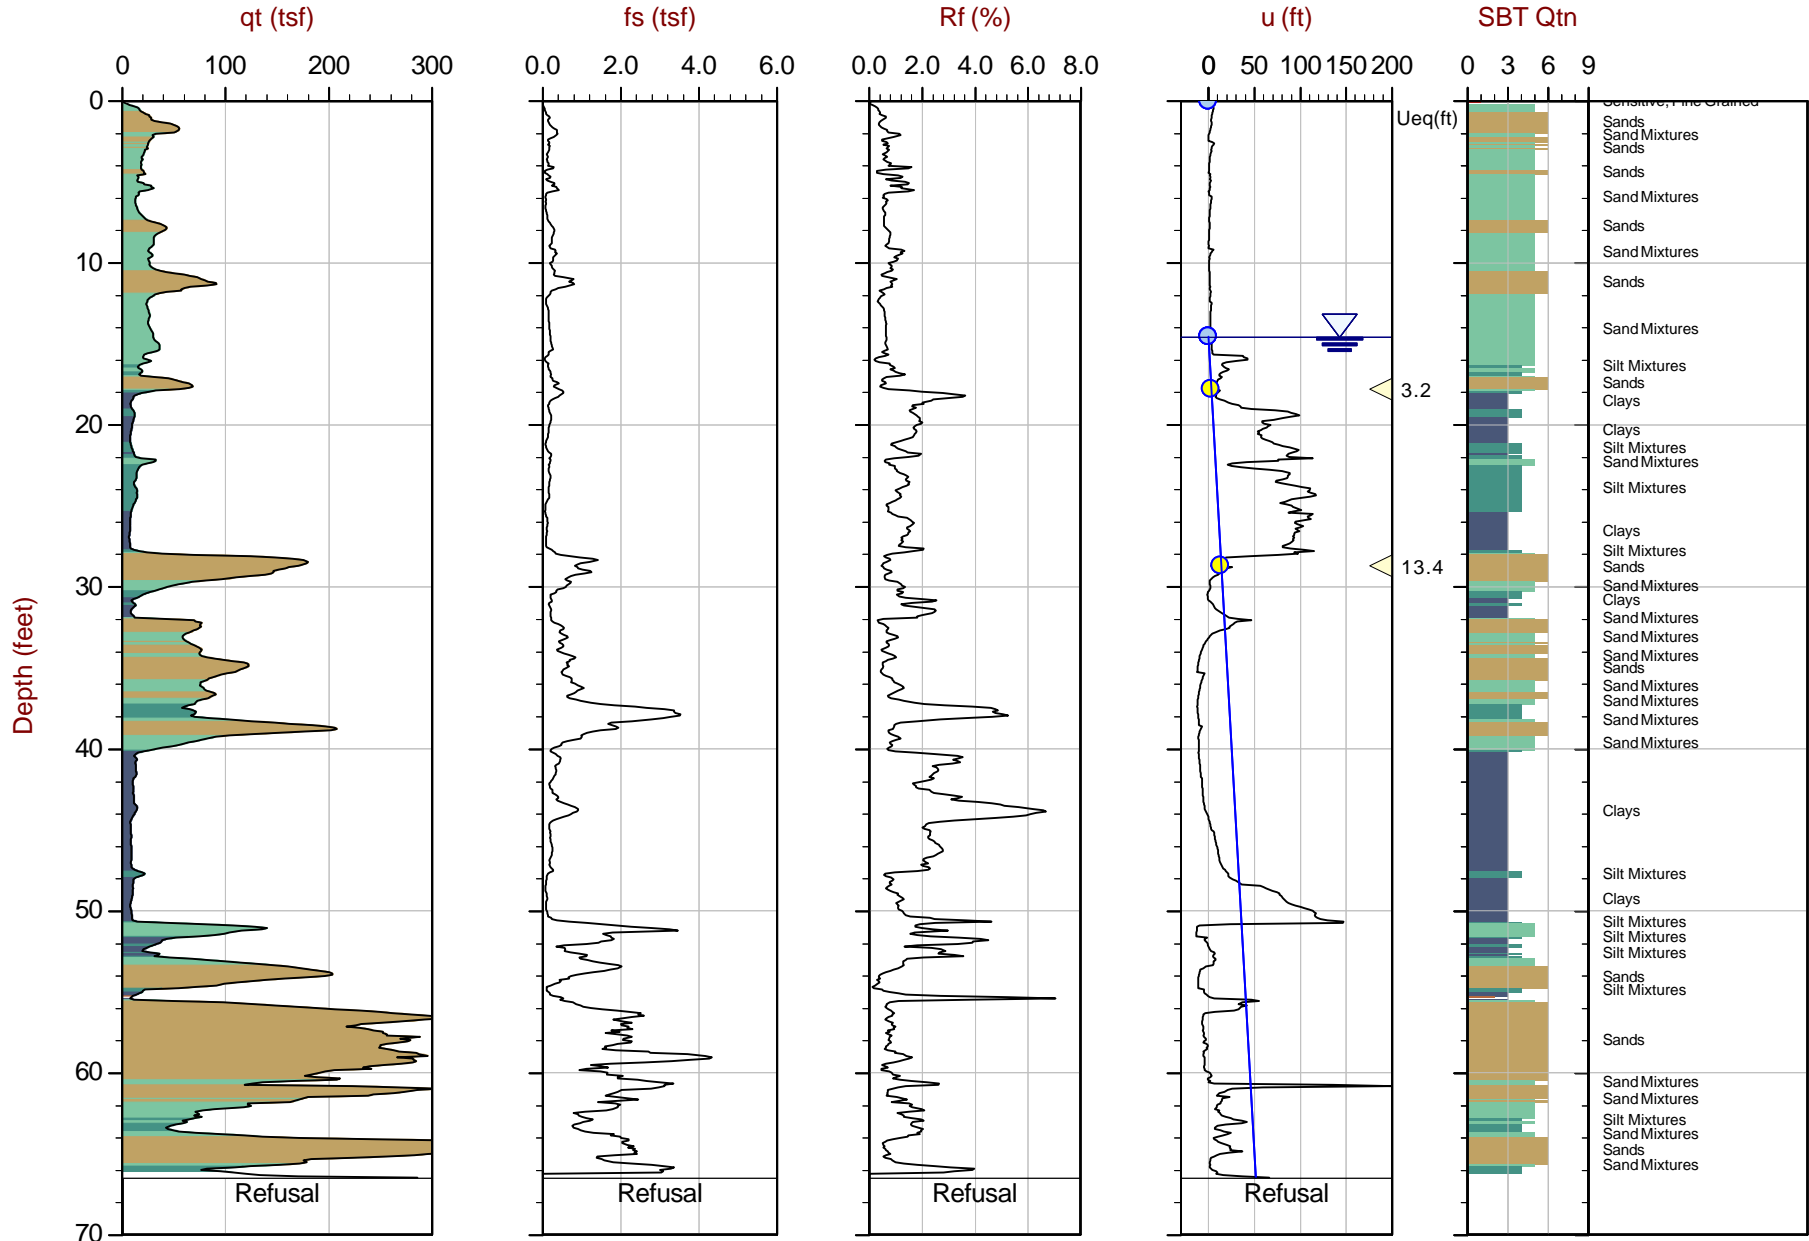 qt (tsf) fs (tsf) Rf (%) u (ft) SBT Qtn
0 100 200 300 0.0 2.0 4.0 6.0 0.0 2.0 4.0 6.0 8.0 0 50 100 150 200 0 3 6 9
0
10
20
30
40
50
60
70
Depth (feet)
Refusal
Refusal
Refusal
Refusal
Ueq(ft)
3.2
13.4
Sensitive, Fine Grained
Sands
Sand Mixtures
Sands
Sands
Sand Mixtures
Sands
Sand Mixtures
Sands
Sand Mixtures
Silt Mixtures
Sands
Clays
Clays
Silt Mixtures
Sand Mixtures
Silt Mixtures
Clays
Silt Mixtures
Sands
Sand Mixtures
Clays
Sand Mixtures
Sand Mixtures
Sand Mixtures
Sands
Sand Mixtures
Sand Mixtures
Sand Mixtures
Sand Mixtures
Clays
Silt Mixtures
Clays
Silt Mixtures
Silt Mixtures
Silt Mixtures
Sands
Silt Mixtures
Sands
Sand Mixtures
Sand Mixtures
Silt Mixtures
Sand Mixtures
Sands
Sand Mixtures